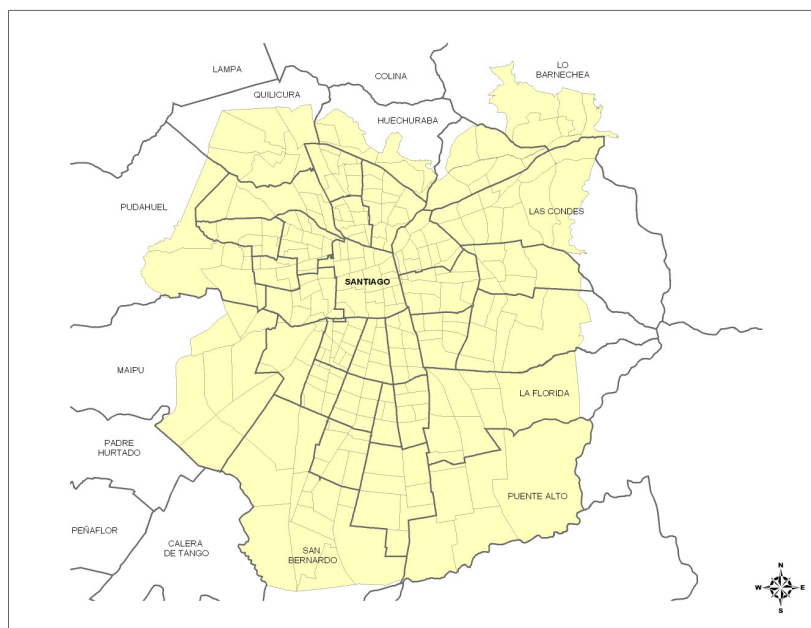 LAMPA
COLINA
LO
BARNECHEA
QUILICURA
HUECHURABA
PUDAHUEL
LAS CONDES
SANTIAGO
MAIPU
LA FLORIDA
PADRE
HURTADO
PUENTE ALTO
PEÑAFLOR
CALERA
DE TANGO
SAN
BERNARDO
N
W E
S